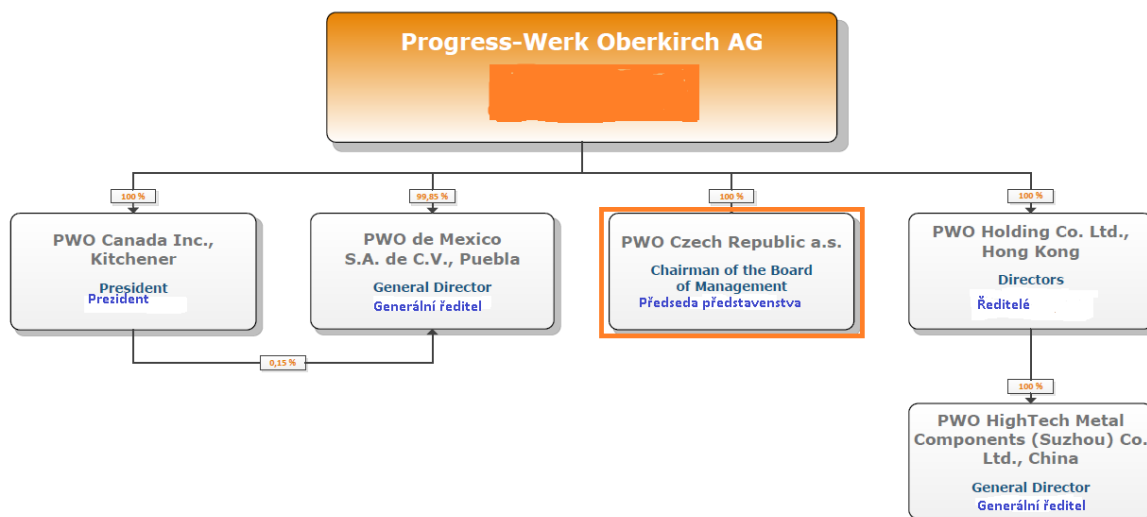 Progress-Werk Oberkirch AG
100 %
99,85 %
100 %
100 %
PWO Canada Inc.,
Kitchener
President
Prezident
PWO de Mexico
S.A. de C.V., Puebla
General Director
Generální ředitel
PWO Czech Republic a.s.
Chairman of the Board
of Management
Předseda představenstva
PWO Holding Co. Ltd.,
Hong Kong
Directors
Ředitelé
0,15 %
100 %
PWO HighTech Metal
Components (Suzhou) Co.
Ltd., China
General Director
Generální ředitel